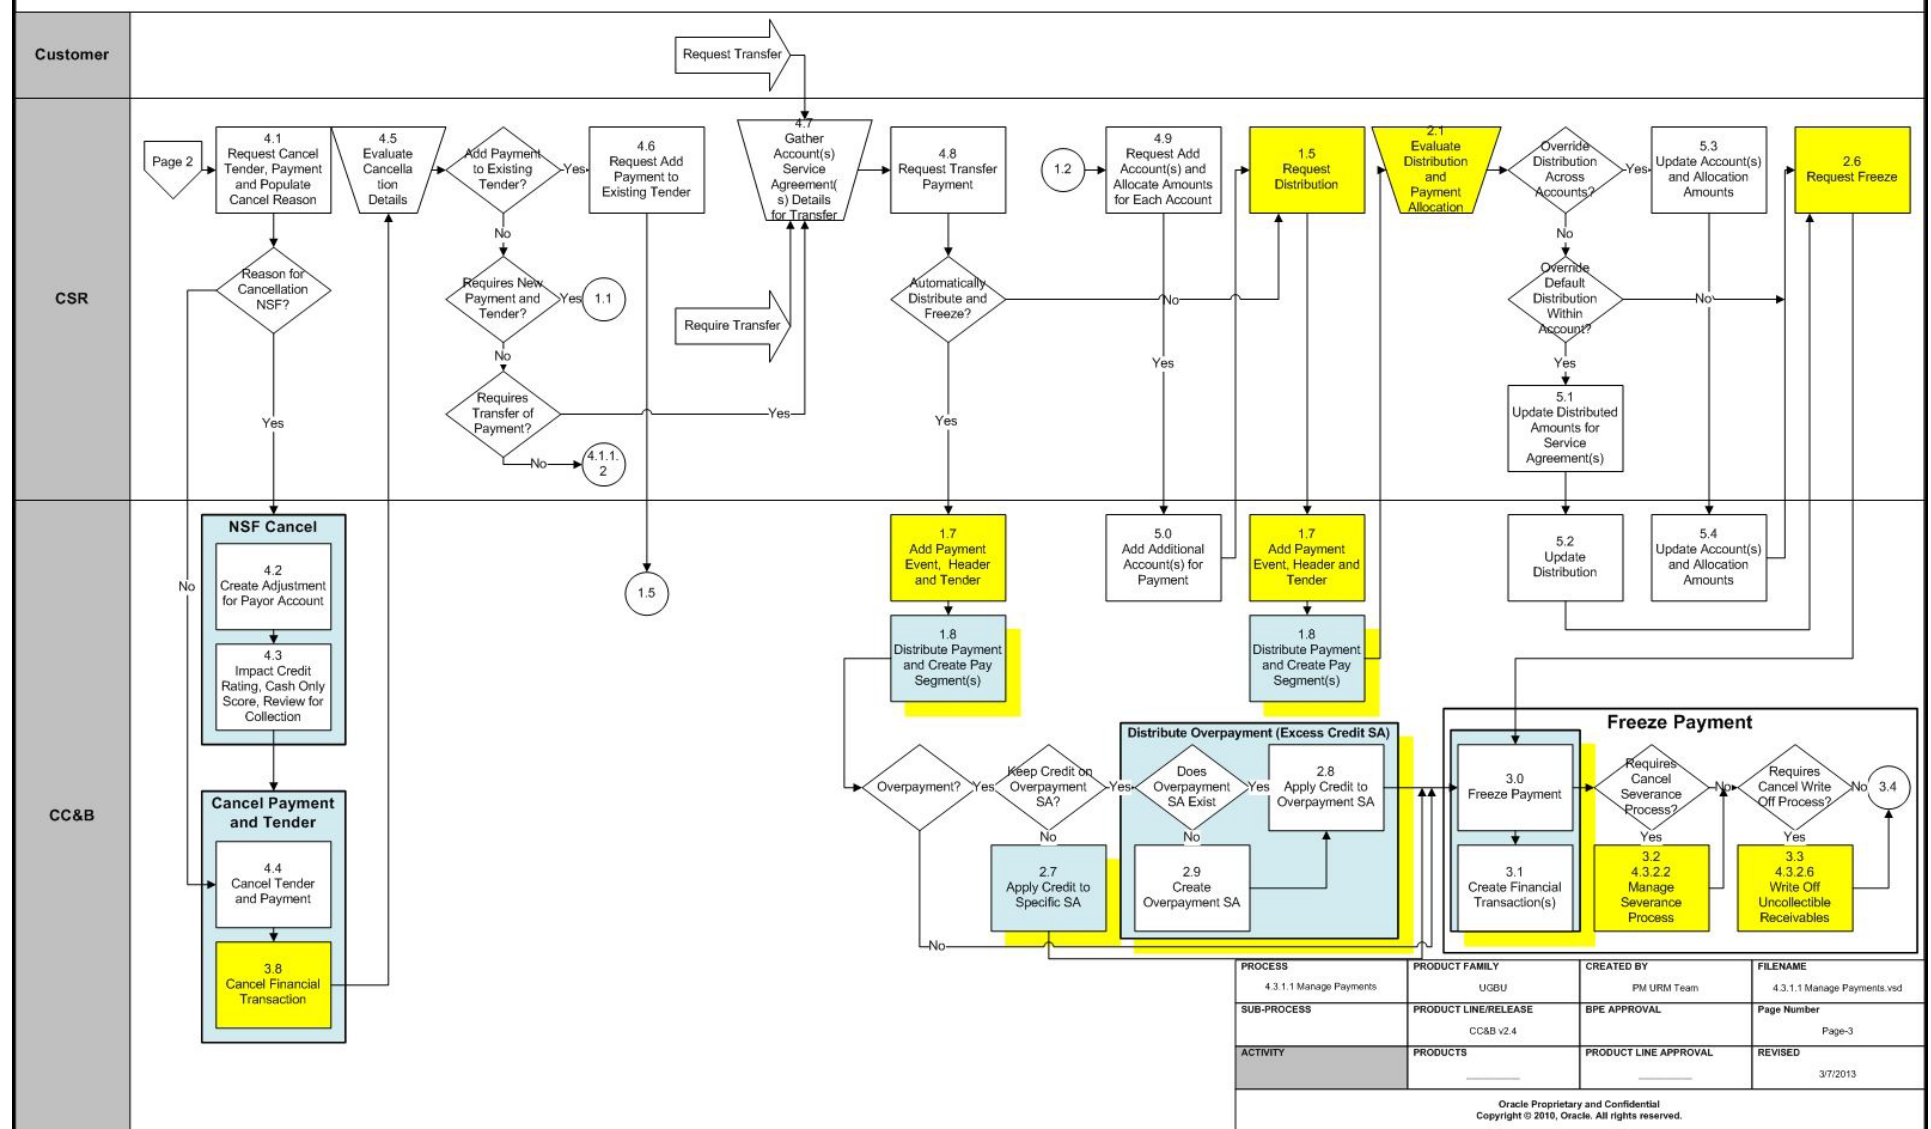 Customer
Request Transfer
CSR
Page 2
4.1
Request Cancel
Tender, Payment
and Populate
Cancel Reason
4.5
Evaluate
Cancella
tion
Details
Add Payment
to Existing
Tender?
Yes
4.6
Request Add
Payment to
Existing Tender
4.7
Gather
Account(s)
Service
Agreement(
s) Details
for Transfer
4.8
Request Transfer
Payment
1.2
4.9
Request Add
Account(s) and
Allocate Amounts
for Each Account
1.5
Request
Distribution
2.1
Evaluate
Distribution
and
Payment
Allocation
Override
Distribution
Across
Accounts?
Yes
5.3
Update Account(s)
and Allocation
Amounts
2.6
Request Freeze
No
No
Reason for
Cancellation
NSF?
Requires New
Payment and
Tender?
Yes
1.1
Require Transfer
Automatically
Distribute and
Freeze?
No
Override
Default
Distribution
Within
Account?
No
No
Yes
Yes
Requires
Transfer of
Payment?
Yes
Yes
Yes
5.1
Update Distributed
Amounts for
Service
Agreement(s)
No
4.1.1.
2
CC&B
NSF Cancel
No
4.2
Create Adjustment
for Payor Account
4.3
Impact Credit
Rating, Cash Only
Score, Review for
Collection
1.5
1.7
Add Payment
Event, Header
and Tender
5.0
Add Additional
Account(s) for
Payment
1.7
Add Payment
Event, Header and
Tender
5.2
Update
Distribution
5.4
Update Account(s)
and Allocation
Amounts
1.8
Distribute Payment
and Create Pay
Segment(s)
1.8
Distribute Payment
and Create Pay
Segment(s)
Cancel Payment
and Tender
4.4
Cancel Tender
and Payment
3.8
Cancel Financial
Transaction
Overpayment?
Yes
Keep Credit on
Overpayment
SA?
Yes
Distribute Overpayment (Excess Credit SA)
Does
Overpayment
SA Exist
Yes
2.8
Apply Credit to
Overpayment SA
No
No
2.7
Apply Credit to
Specific SA
2.9
Create
Overpayment SA
No
Freeze Payment
3.0
Freeze Payment
Requires
Cancel
Severance
Process?
No
Requires
Cancel Write
Off Process?
No
3.4
Yes
Yes
3.1
Create Financial
Transaction(s)
3.2
4.3.2.2
Manage
Severance
Process
3.3
4.3.2.6
Write Off
Uncollectible
Receivables
PROCESS
4.3.1.1 Manage Payments
PRODUCT FAMILY
UGBU
CREATED BY
PM URM Team
FILENAME
4.3.1.1 Manage Payments.vsd
SUB-PROCESS
PRODUCT LINE/RELEASE
CC&B v2.4
BPE APPROVAL
Page Number
Page-3
ACTIVITY
PRODUCTS
PRODUCT LINE APPROVAL
REVISED
3/7/2013
Oracle Proprietary and Confidential
Copyright © 2010, Oracle. All rights reserved.